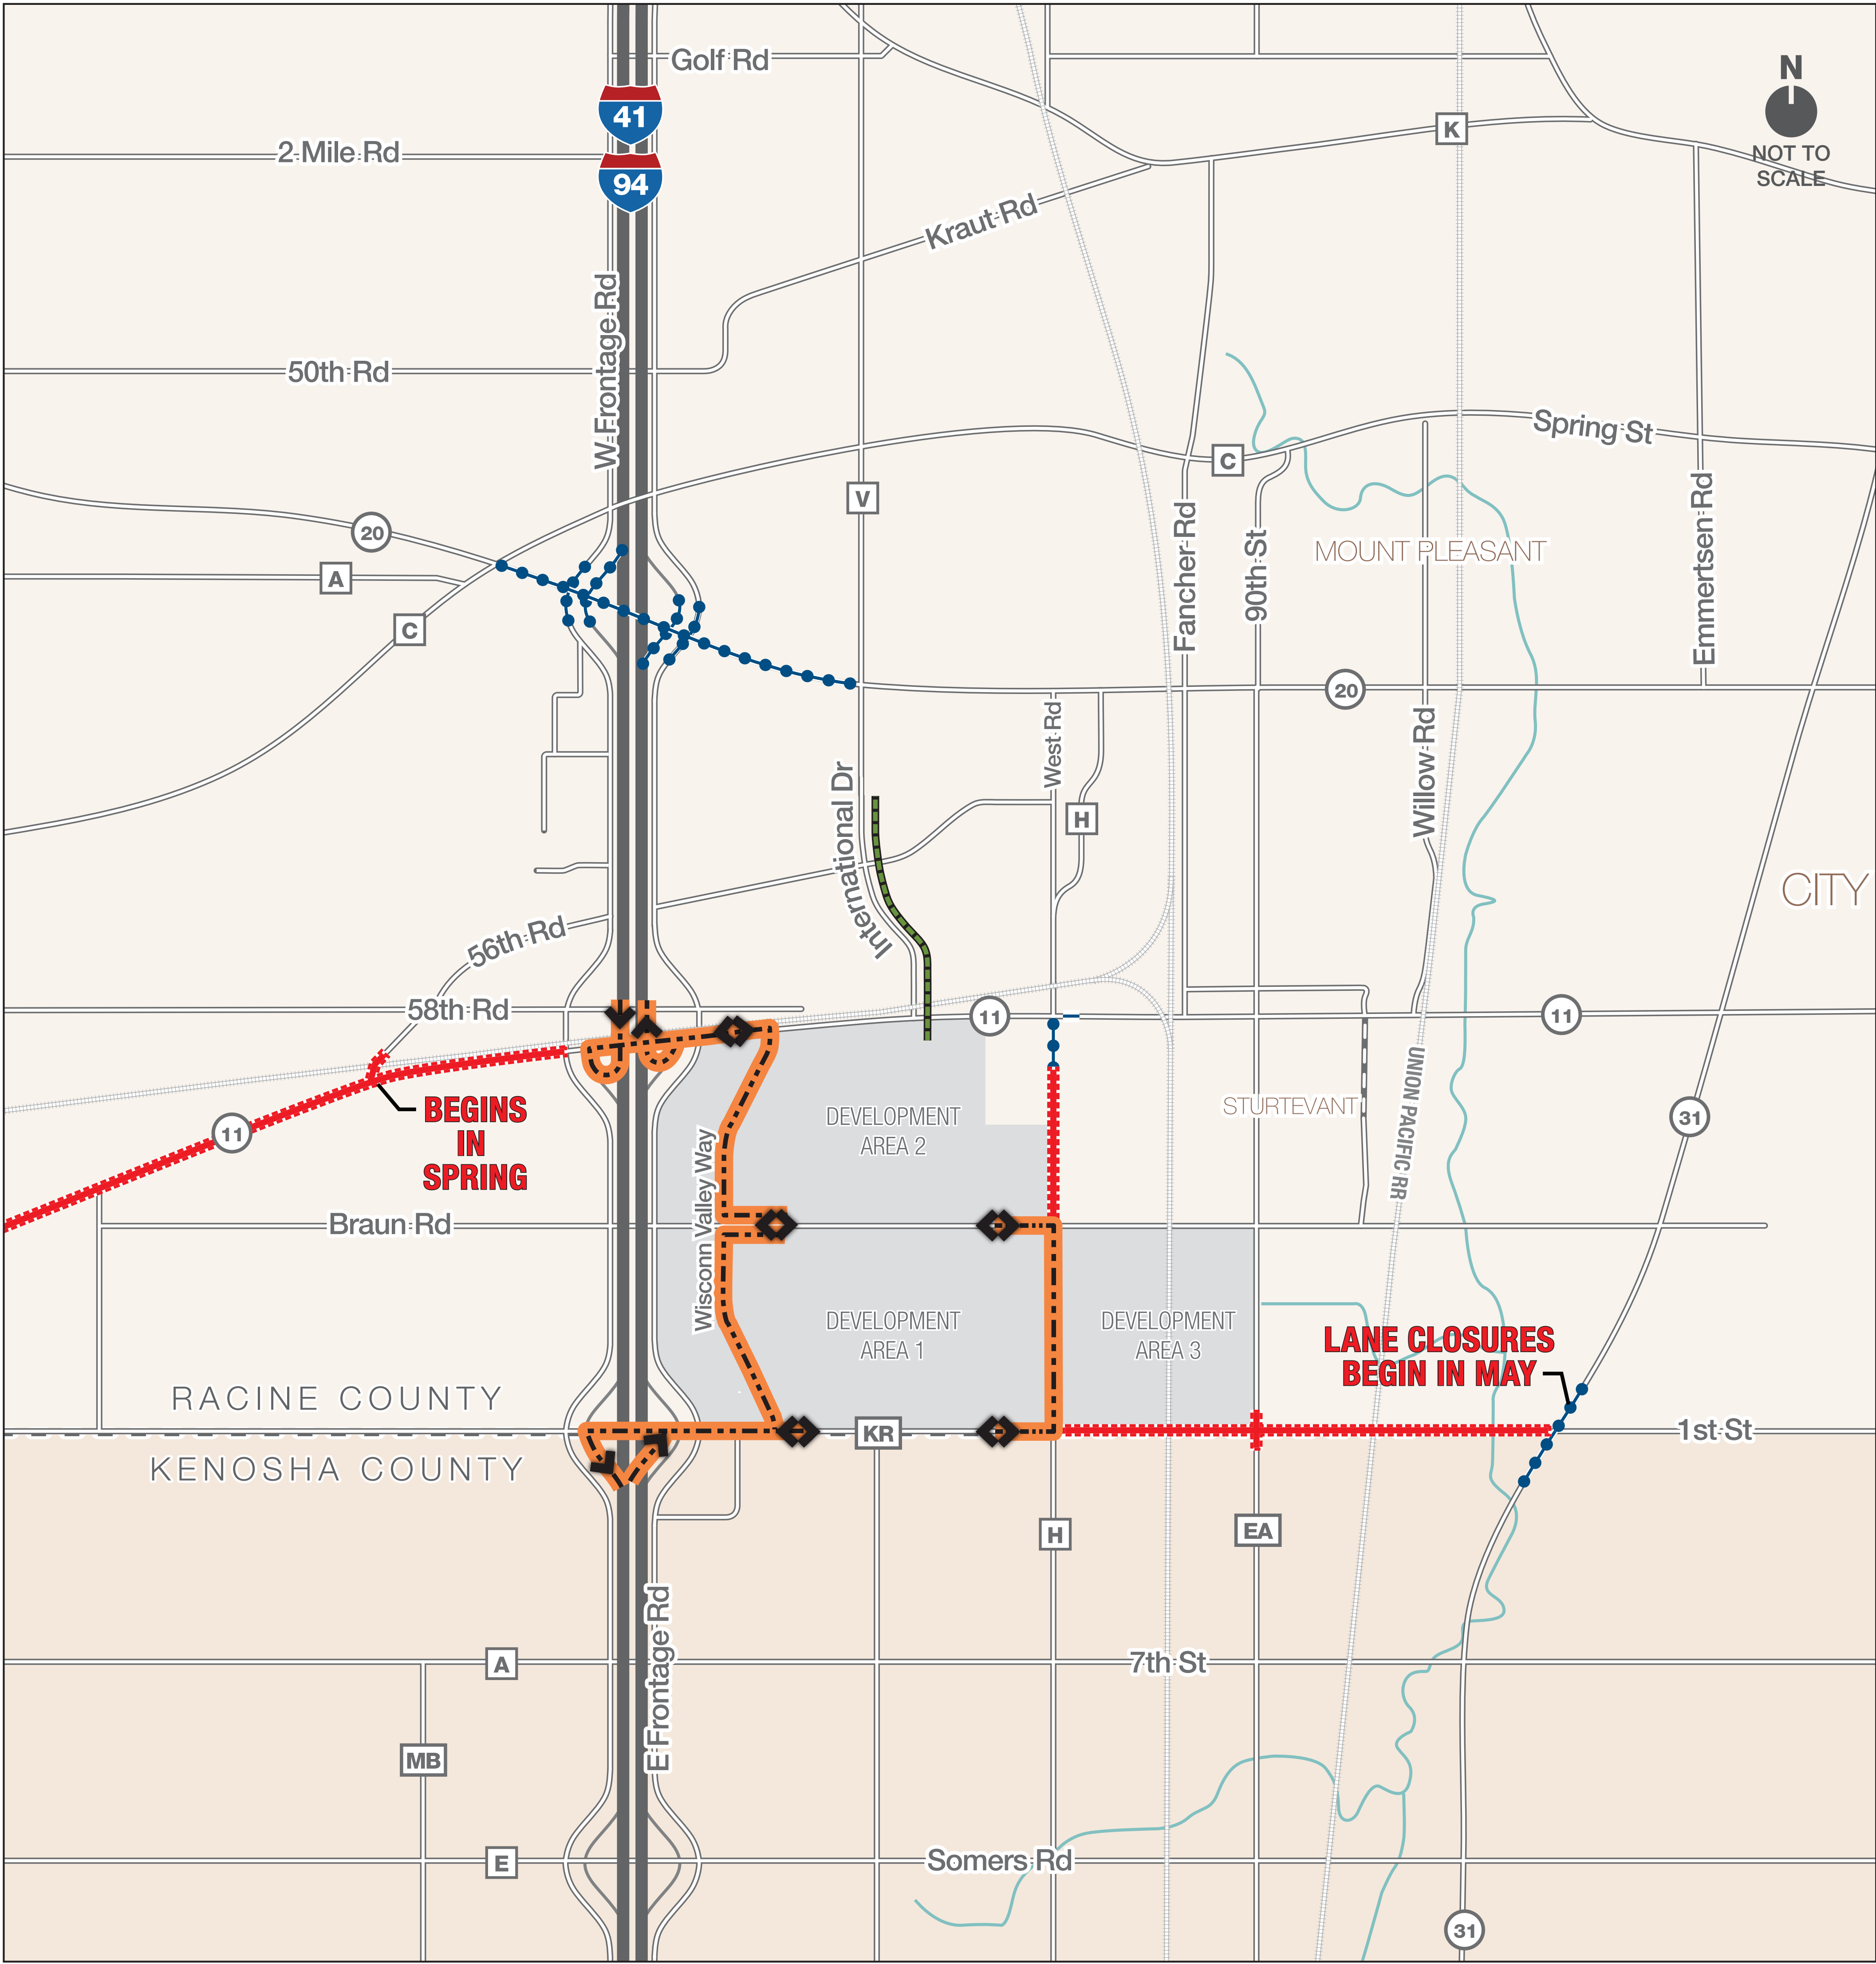 Golf Rd
N
41
K
2 Mile Rd
NOT TO
SCALE
94
Kraut Rd
W Frontage Rd
50th Rd
Spring St
C
V
20
Fancher Rd
90th St
MOUNT PLEASANT
Emmertsen Rd
A
C
20
West Rd
Willow Rd
International Dr
H
CITY
56th Rd
58th Rd
11
11
UNION PACIFIC RR
BEGINS
IN
SPRING
11
DEVELOPMENT
AREA 2
STURTEVANT
31
Wisconn Valley Way
Braun Rd
DEVELOPMENT
AREA 1
DEVELOPMENT
AREA 3
LANE CLOSURES
BEGIN IN MAY
RACINE COUNTY
KR
1st St
KENOSHA COUNTY
H
EA
E Frontage Rd
A
7th St
MB
E
Somers Rd
31